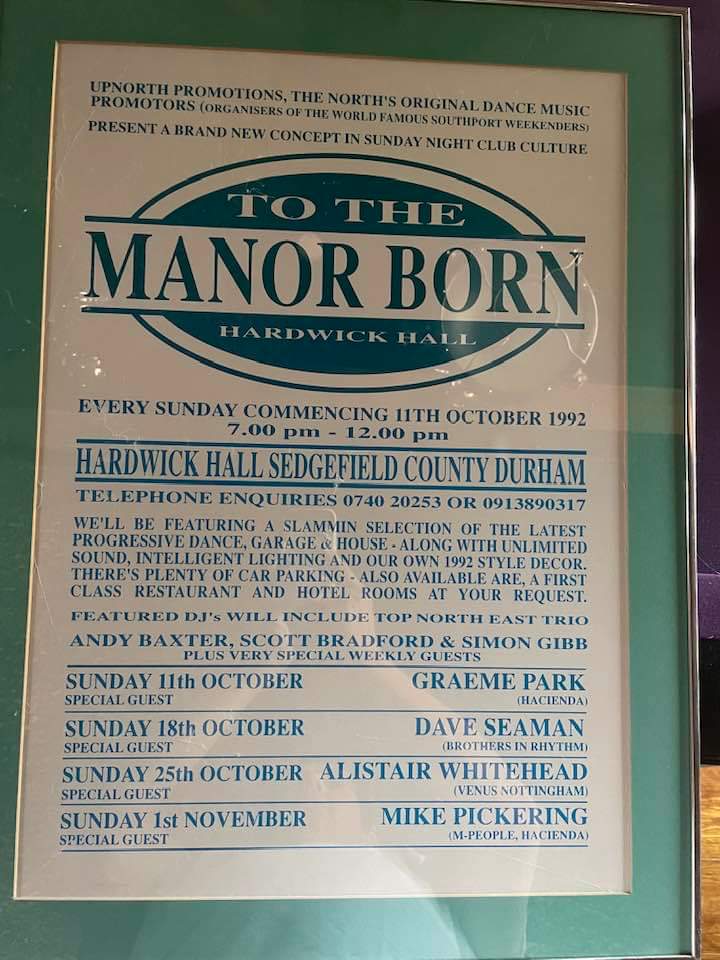 UPNORTH PROMOTIONS, THE NORTH'S ORIGINAL DANCE MUSIC
PROMOTORS (ORGANISERS OF THE WORLD FAMOUS SOUTHPORT WEEKENDERS)
PRESENT A BRAND NEW CONCEPT IN SUNDAY NIGHT CLUB CULTURE
TO THE
MANOR BORN
HARDWICK HALL
EVERY SUNDAY COMMENCING 11TH OCTOBER 1992
7.00 pm - 12.00 pm
HARDWICK HALL SEDGEFIELD COUNTY DURHAM
TELEPHONE ENQUIRIES 0740 20253 OR 0913890317
WE'LL BE FEATURING A SLAMMIN SELECTION OF THE LATEST
PROGRESSIVE DANCE, GARAGE & HOUSE - ALONG WITH UNLIMITED
SOUND, INTELLIGENT LIGHTING AND OUR OWN 1992 STYLE DECOR.
THERE'S PLENTY OF CAR PARKING - ALSO AVAILABLE ARE, A FIRST
CLASS RESTAURANT AND HOTEL ROOMS AT YOUR REQUEST.
FEATURED DJ's WILL INCLUDE TOP NORTH EAST TRIO
ANDY BAXTER, SCOTT BRADFORD & SIMON GIBB
PLUS VERY SPECIAL WEEKLY GUESTS
SUNDAY 11th OCTOBER GRAEME PARK
SPECIAL GUEST (HACIENDA)
SUNDAY 18th OCTOBER DAVE SEAMAN
SPECIAL GUEST (BROTHERS IN RHYTHM)
SUNDAY 25th OCTOBER ALISTAIR WHITEHEAD
SPECIAL GUEST (VENUS NOTTINGHAM)
SUNDAY 1st NOVEMBER MIKE PICKERING
SPECIAL GUEST (M-PEOPLE, HACIENDA)